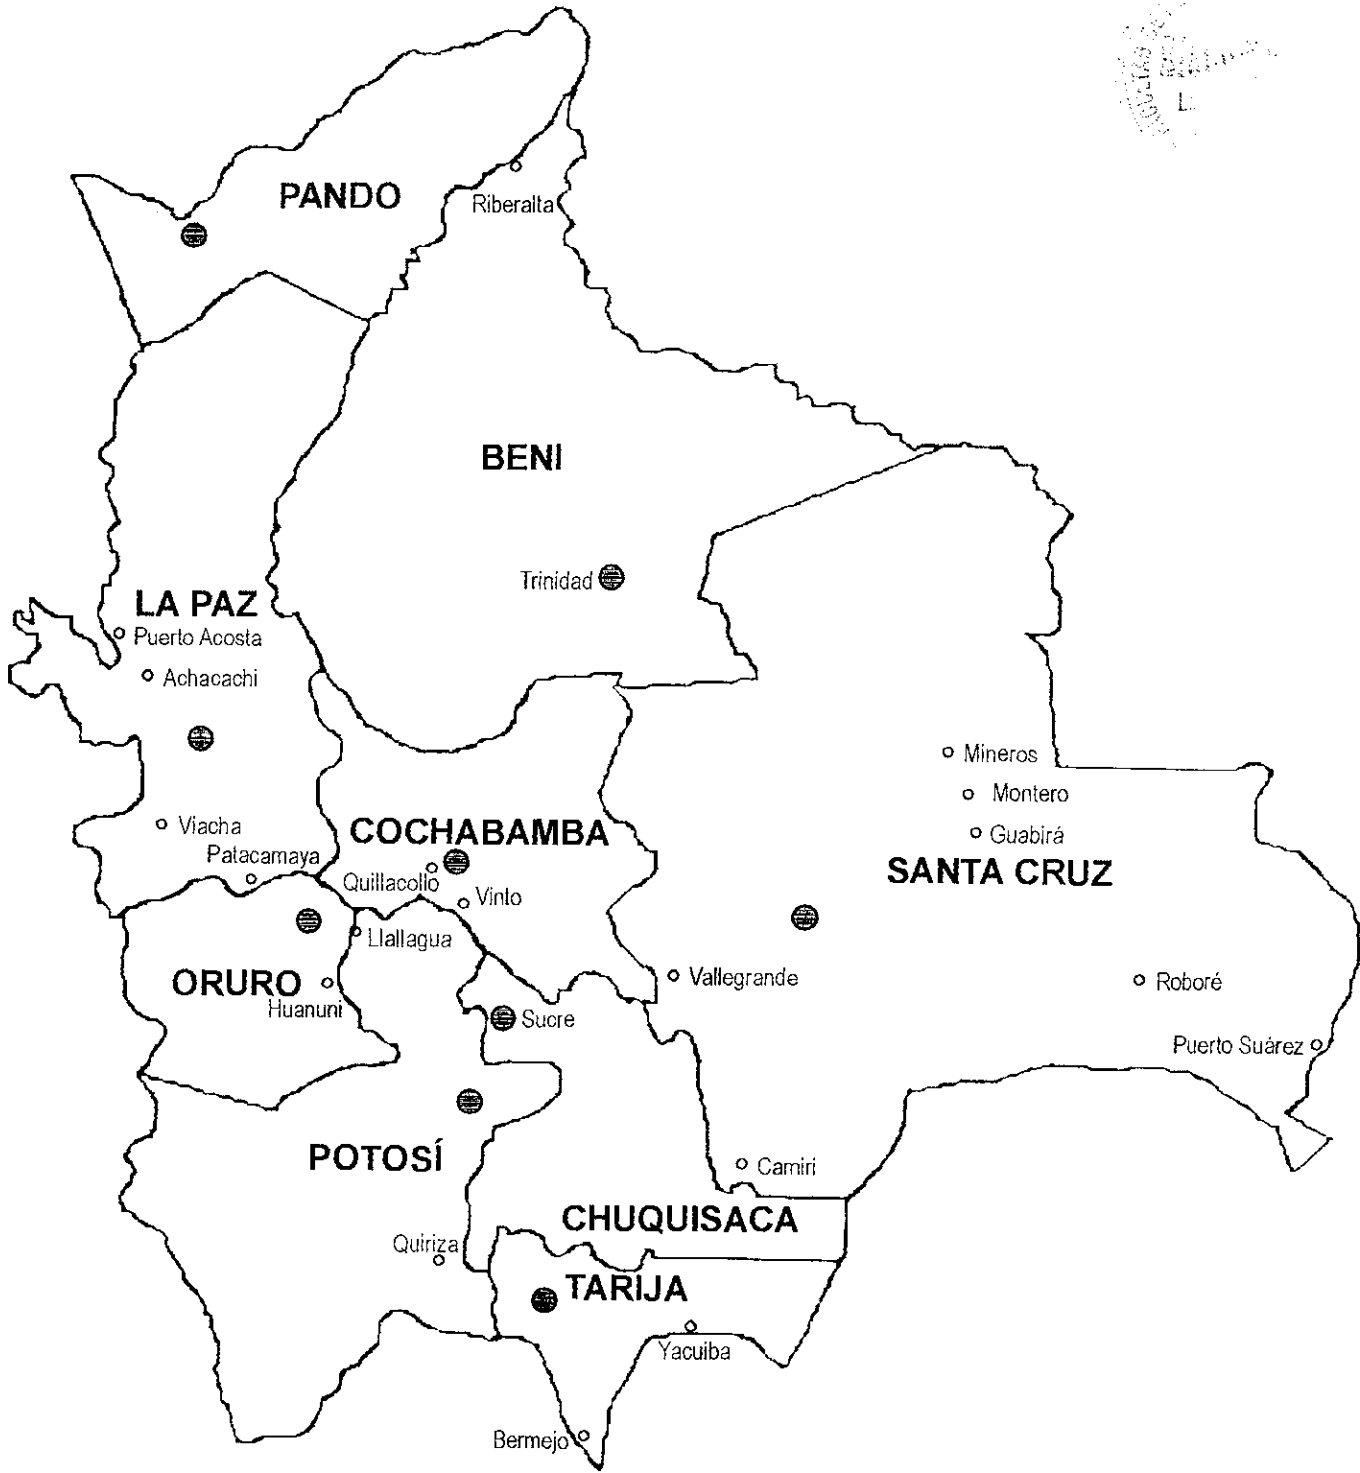 PANDO
Riberalta
BENI
Trinidad
LA PAZ
Puerto Acosta
Achacachi
Mineros
Montero
Viacha
COCHABAMBA
Guabirá
Patacamaya
SANTA CRUZ
Quillacollo
Vinto
Llallagua
ORURO
Vallegrande
Roboré
Huanuni
Sucre
Puerto Suárez
POTOSÍ
Camiri
CHUQUISACA
Quiriza
TARIJA
Yacuiba
Bermejo